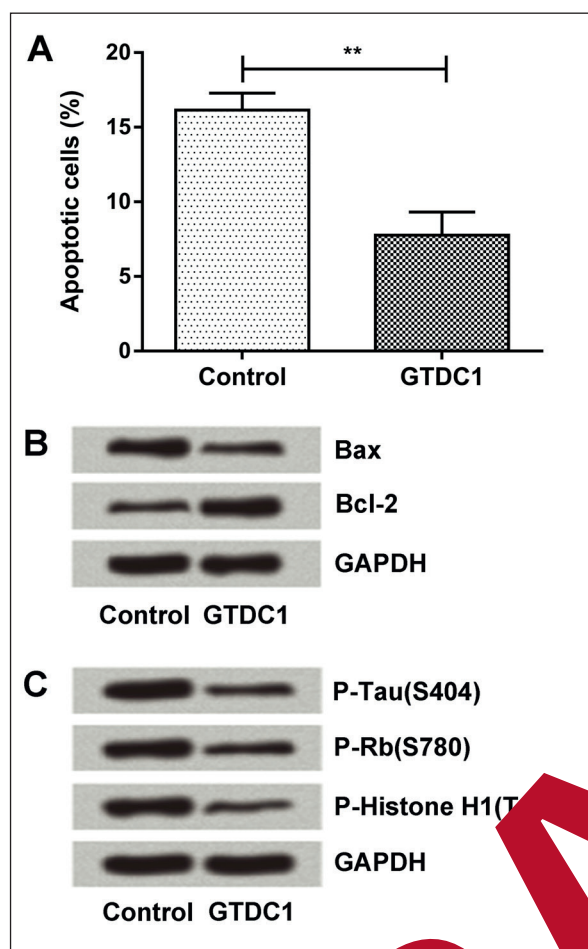 A
20
**
15
10
5
0
Apoptotic cells (%)
Control GTDC1
B
Bax
Bcl-2
GAPDH
Control GTDC1
C
P-Tau(S404)
P-Rb(S780)
P-Histone H1(T
GAPDH
Control GTDC1